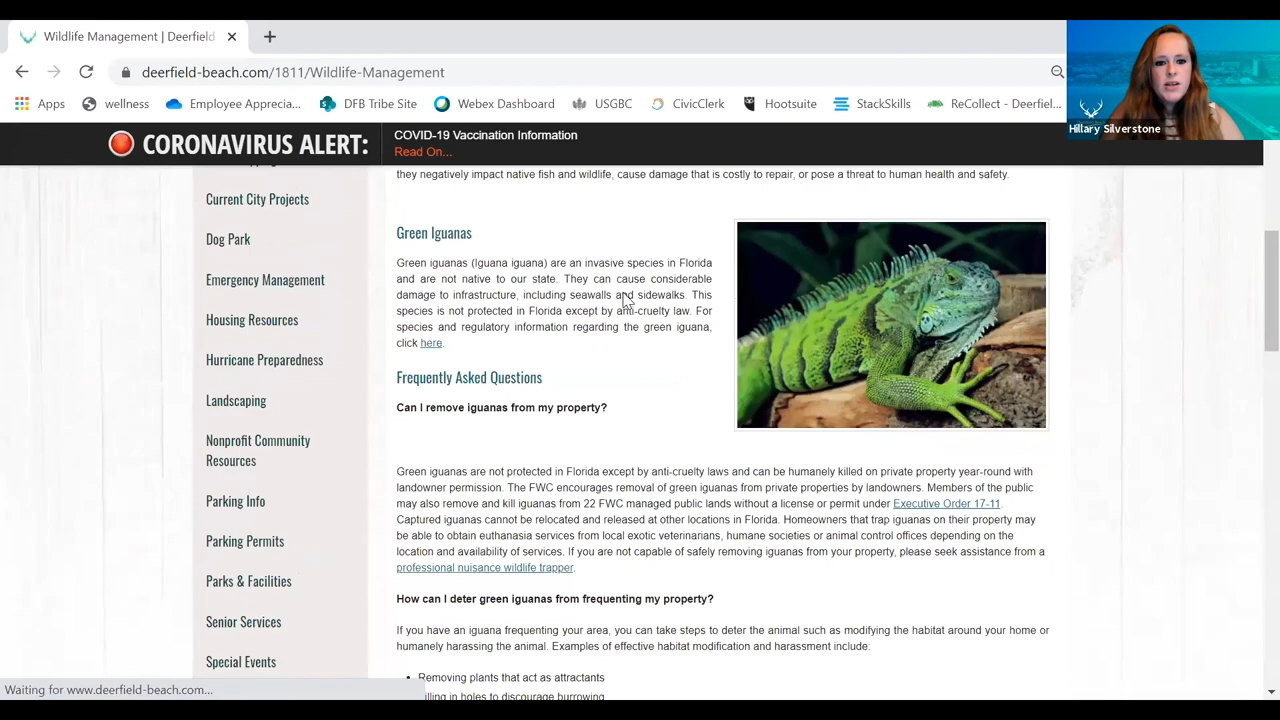 Wildlife Management | Deerfield
deerfield-beach.com/1811/Wildlife-Management
Apps wellness Employee Apprecia... DFB Tribe Site Webex Dashboard USGBC CivicClerk Hootsuite StackSkills ReCollect - Deerfiel...
Hillary Silverstone
CORONAVIRUS ALERT:
COVID-19 Vaccination Information
Read On...
Current City Projects
Dog Park
Emergency Management
Housing Resources
Hurricane Preparedness
Landscaping
Nonprofit Community
Resources
Parking Info
Parking Permits
Parks & Facilities
Senior Services
Special Events
they negatively impact native fish and wildlife, cause damage that is costly to repair, or pose a threat to human health and safety.
Green Iguanas
Green iguanas (Iguana iguana) are an invasive species in Florida
and are not native to our state. They can cause considerable
damage to infrastructure, including seawalls and sidewalks. This
species is not protected in Florida except by anti-cruelty law. For
species and regulatory information regarding the green iguana,
click here.
Frequently Asked Questions
Can I remove iguanas from my property?
Green iguanas are not protected in Florida except by anti-cruelty laws and can be humanely killed on private property year-round with
landowner permission. The FWC encourages removal of green iguanas from private properties by landowners. Members of the public
may also remove and kill iguanas from 22 FWC managed public lands without a license or permit under Executive Order 17-11.
Captured iguanas cannot be relocated and released at other locations in Florida. Homeowners that trap iguanas on their property may
be able to obtain euthanasia services from local exotic veterinarians, humane societies or animal control offices depending on the
location and availability of services. If you are not capable of safely removing iguanas from your property, please seek assistance from a
professional nuisance wildlife trapper.
How can I deter green iguanas from frequenting my property?
If you have an iguana frequenting your area, you can take steps to deter the animal such as modifying the habitat around your home or
humanely harassing the animal. Examples of effective habitat modification and harassment include:
Removing plants that act as attractants
Filling in holes to discourage burrowing
Waiting for www.deerfield-beach.com...